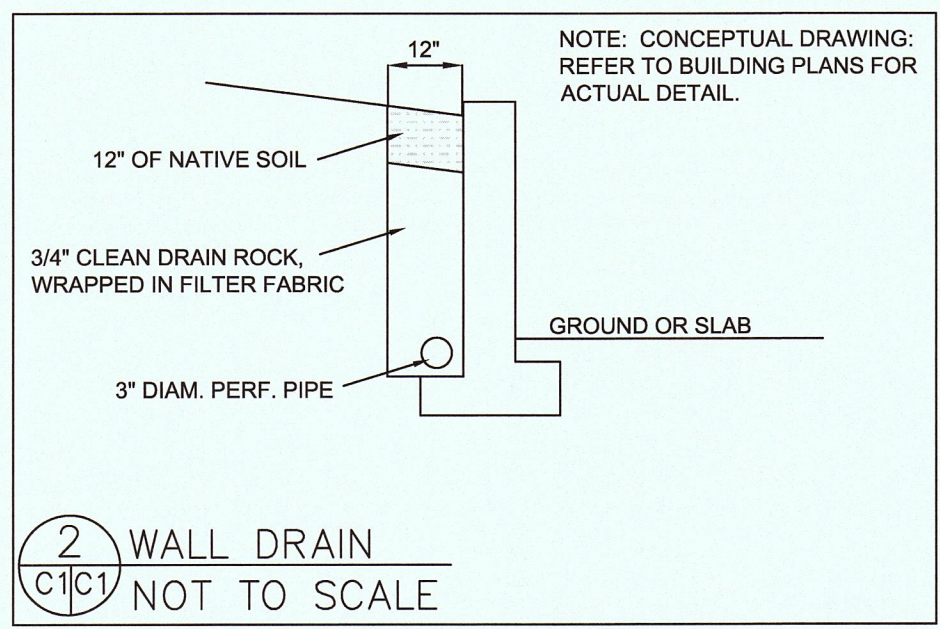 12"
NOTE: CONCEPTUAL DRAWING:
REFER TO BUILDING PLANS FOR
ACTUAL DETAIL.
12" OF NATIVE SOIL
3/4" CLEAN DRAIN ROCK,
WRAPPED IN FILTER FABRIC
GROUND OR SLAB
3" DIAM. PERF. PIPE
2
C1 C1
WALL DRAIN
NOT TO SCALE